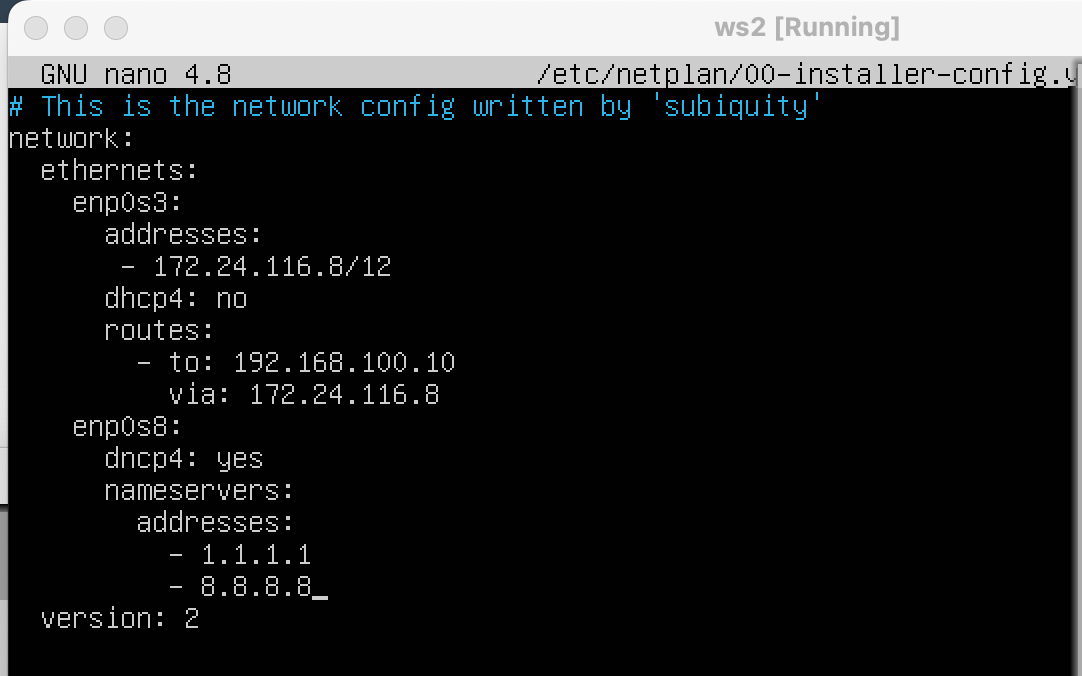 ws2 [Running]
GNU nano 4.8 /etc/netplan/00-installer-config.y
# This is the network config written by 'subiquity'
network:
  ethernets:
    enp0s3:
      addresses:
       - 172.24.116.8/12
      dhcp4: no
      routes:
        - to: 192.168.100.10
          via: 172.24.116.8
    enp0s8:
      dncp4: yes
      nameservers:
        addresses:
          - 1.1.1.1
          - 8.8.8.8_
  version: 2